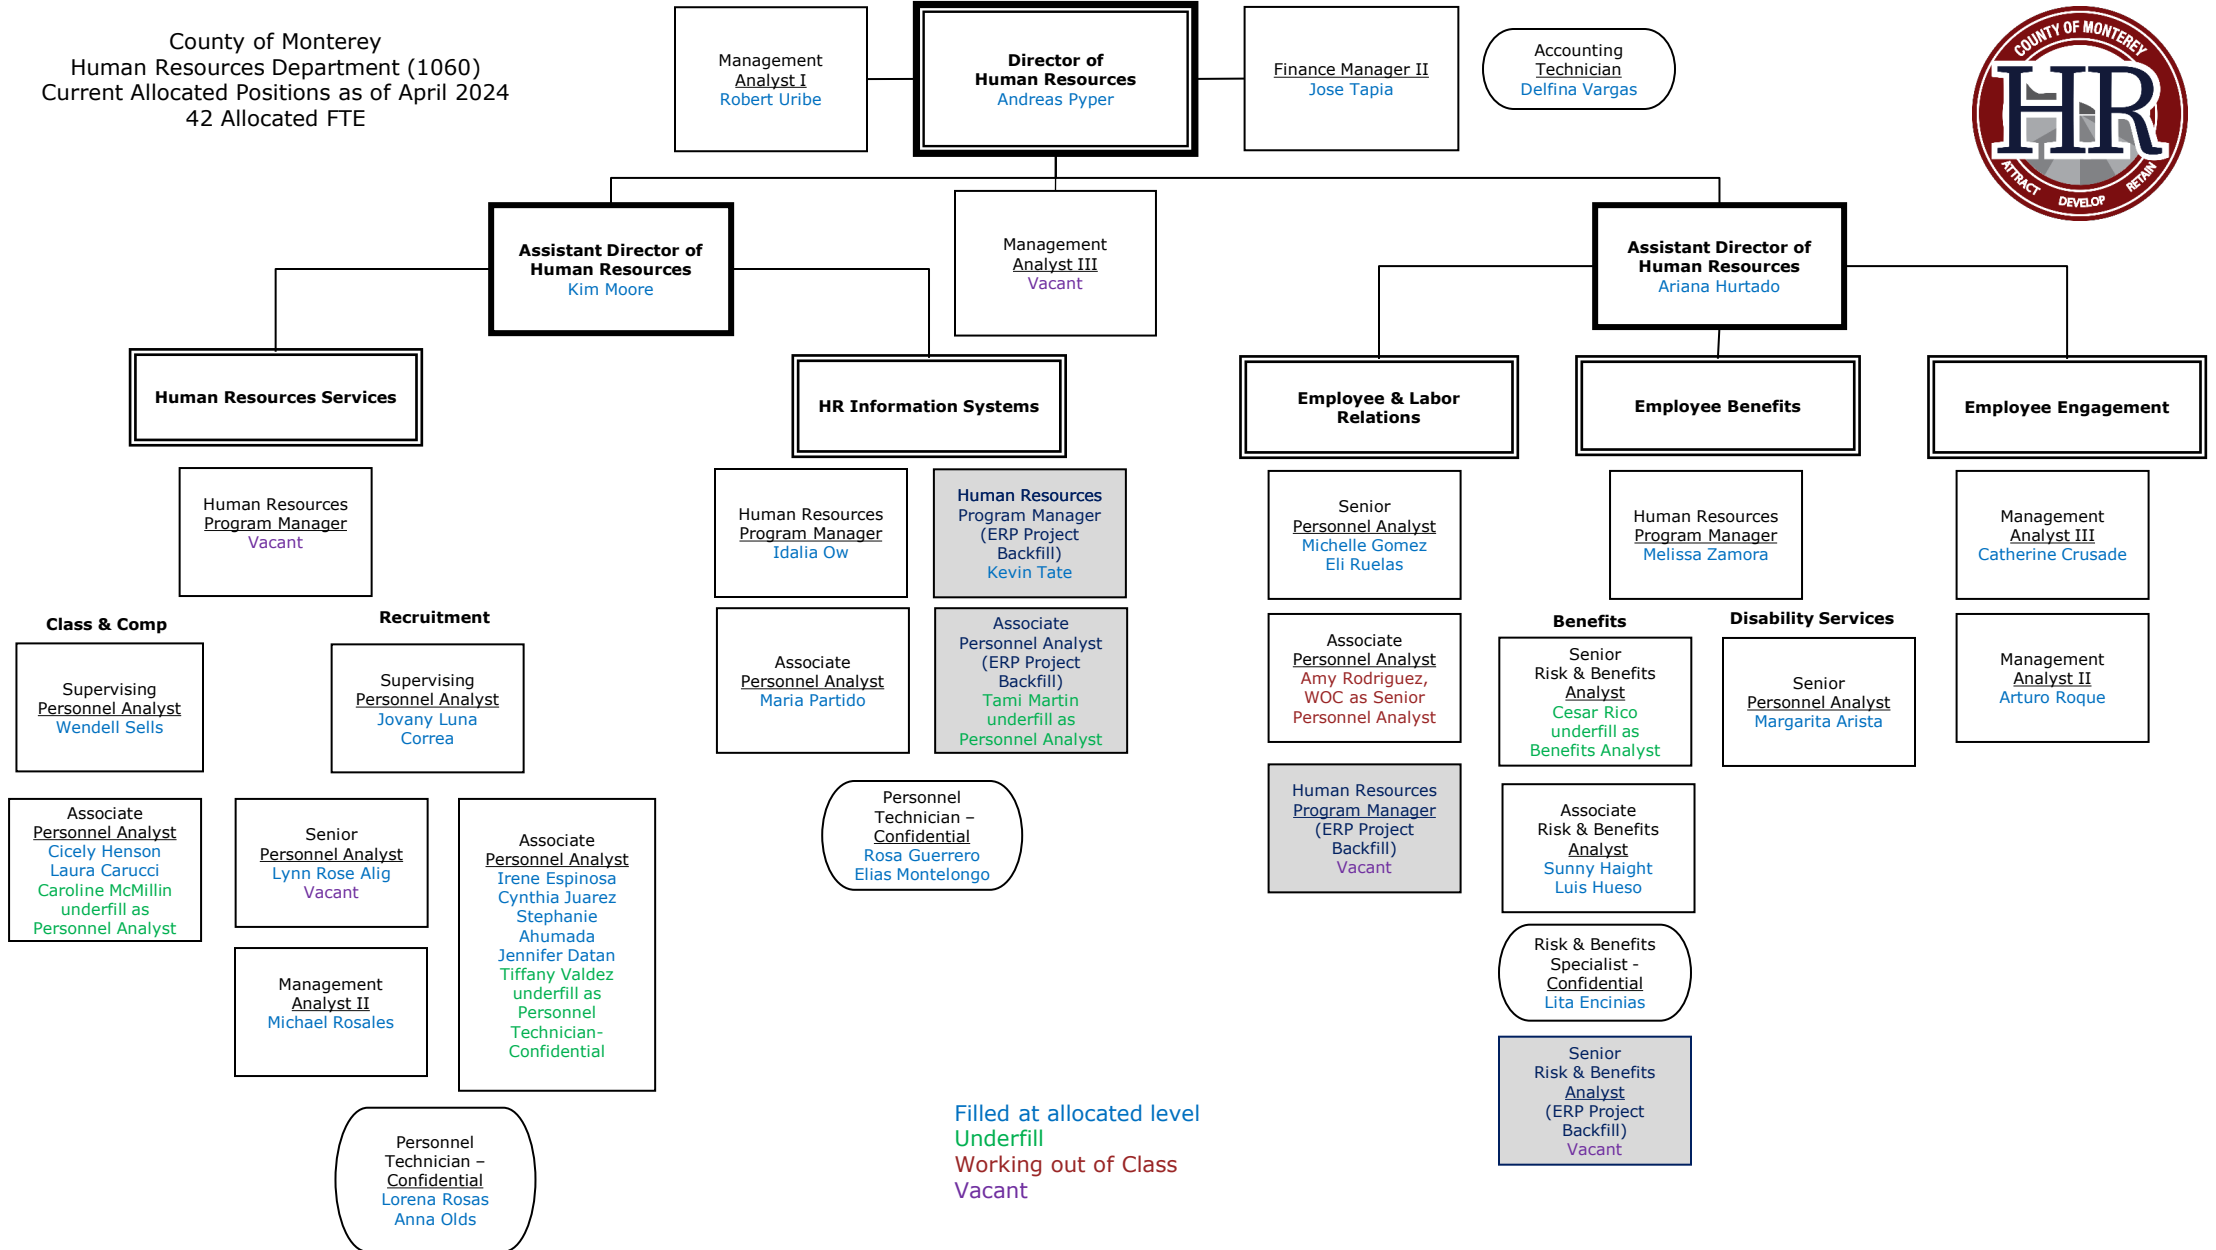 County of Monterey
Human Resources Department (1060)
Current Allocated Positions as of April 2024
42 Allocated FTE
Management
Analyst I
Robert Uribe
Director of
Human Resources
Andreas Pyper
Finance Manager II
Jose Tapia
Accounting
Technician
Delfina Vargas
COUNTY OF MONTEREY
HR
ATTRACT
DEVELOP
RETAIN
Assistant Director of
Human Resources
Kim Moore
Management
Analyst III
Vacant
Assistant Director of
Human Resources
Ariana Hurtado
Human Resources Services
HR Information Systems
Employee & Labor
Relations
Employee Benefits
Employee Engagement
Human Resources
Program Manager
Vacant
Class & Comp
Recruitment
Supervising
Personnel Analyst
Wendell Sells
Supervising
Personnel Analyst
Jovany Luna
Correa
Associate
Personnel Analyst
Cicely Henson
Laura Carucci
Caroline McMillin
underfill as
Personnel Analyst
Senior
Personnel Analyst
Lynn Rose Alig
Vacant
Management
Analyst II
Michael Rosales
Associate
Personnel Analyst
Irene Espinosa
Cynthia Juarez
Stephanie
Ahumada
Jennifer Datan
Tiffany Valdez
underfill as
Personnel
Technician-
Confidential
Personnel
Technician –
Confidential
Lorena Rosas
Anna Olds
Human Resources
Program Manager
Idalia Ow
Human Resources
Program Manager
(ERP Project
Backfill)
Kevin Tate
Associate
Personnel Analyst
Maria Partido
Associate
Personnel Analyst
(ERP Project
Backfill)
Tami Martin
underfill as
Personnel Analyst
Personnel
Technician –
Confidential
Rosa Guerrero
Elias Montelongo
Senior
Personnel Analyst
Michelle Gomez
Eli Ruelas
Associate
Personnel Analyst
Amy Rodriguez,
WOC as Senior
Personnel Analyst
Human Resources
Program Manager
(ERP Project
Backfill)
Vacant
Human Resources
Program Manager
Melissa Zamora
Benefits
Disability Services
Senior
Risk & Benefits
Analyst
Cesar Rico
underfill as
Benefits Analyst
Senior
Personnel Analyst
Margarita Arista
Associate
Risk & Benefits
Analyst
Sunny Haight
Luis Hueso
Risk & Benefits
Specialist -
Confidential
Lita Encinias
Senior
Risk & Benefits
Analyst
(ERP Project
Backfill)
Vacant
Management
Analyst III
Catherine Crusade
Management
Analyst II
Arturo Roque
Filled at allocated level
Underfill
Working out of Class
Vacant